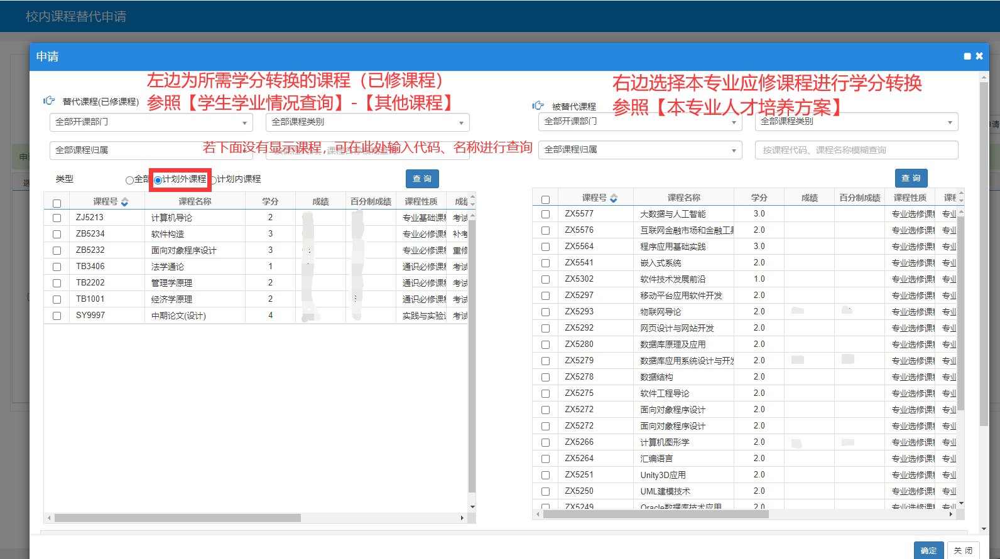 校内课程替代申请
申请
左边为所需学分转换的课程（已修课程）
参照【学生学业情况查询】-【其他课程】
替代课程(已修课程)
全部开课部门 全部课程类别
全部课程归属
若下面没有显示课程，可在此处输入代码、名称进行查询
类型 全部 计划外课程 计划内课程 查 询
课程号 课程名称 学分 成绩 百分制成绩 课程性质
ZJ5213 计算机导论 2 专业基础课 考试
ZB5234 软件构造 3 专业必修课 补考
ZB5232 面向对象程序设计 3 专业必修课 重修
TB3406 法学通论 1 通识必修课 考试
TB2202 管理学原理 2 通识必修课 考试
TB1001 经济学原理 2 通识必修课 考试
SY9997 中期论文(设计) 4 实践与实验 考试
右边选择本专业应修课程进行学分转换
参照【本专业人才培养方案】
被替代课程
全部开课部门 全部课程类别
全部课程归属 按课程代码、课程名称模糊查询
查 询
课程号 课程名称 学分 成绩 百分制成绩 课程性质 课程
ZX5577 大数据与人工智能 3.0 专业选修课 专业
ZX5576 互联网金融市场和金融工 2.0 专业选修课 专业
ZX5564 程序应用基础实践 3.0 专业选修课 专业
ZX5541 嵌入式系统 2.0 专业选修课 专业
ZX5302 软件技术发展前沿 1.0 专业选修课 专业
ZX5297 移动平台应用软件开发 2.0 专业选修课 专业
ZX5293 物联网导论 2.0 专业选修课 专业
ZX5292 网页设计与网站开发 2.0 专业选修课 专业
ZX5280 数据库原理及应用 2.0 专业选修课 专业
ZX5279 数据库应用系统设计与开 2.0 专业选修课 专业
ZX5278 数据结构 2.0 专业选修课 专业
ZX5275 软件工程导论 2.0 专业选修课 专业
ZX5272 面向对象程序设计 2.0 专业选修课 专业
ZX5272 面向对象程序设计 2.0 专业选修课 专业
ZX5266 计算机图形学 2.0 专业选修课 专业
ZX5264 汇编语言 2.0 专业选修课 专业
ZX5251 Unity3D应用 2.0 专业选修课 专业
ZX5250 UML建模技术 2.0 专业选修课 专业
ZX5249 Oracle数据库技术应用 2.0 专业选修课 专业
确定 关 闭